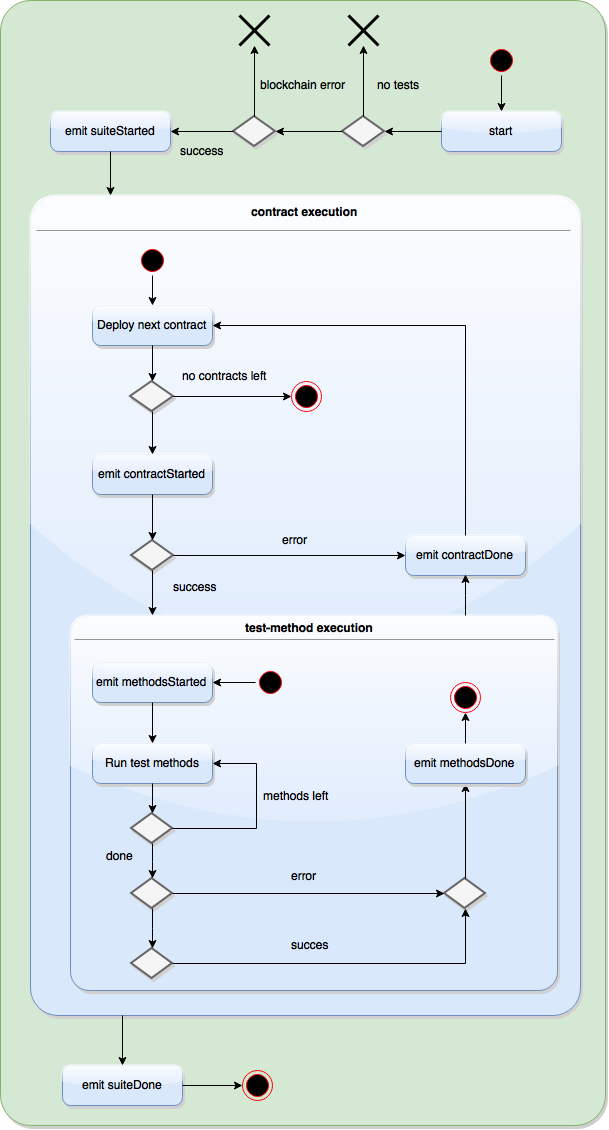 blockchain error
no tests
emit suiteStarted
start
success
contract execution
Deploy next contract
no contracts left
emit contractStarted
error
emit contractDone
success
test-method execution
emit methodsStarted
Run test methods
emit methodsDone
methods left
done
error
succes
emit suiteDone